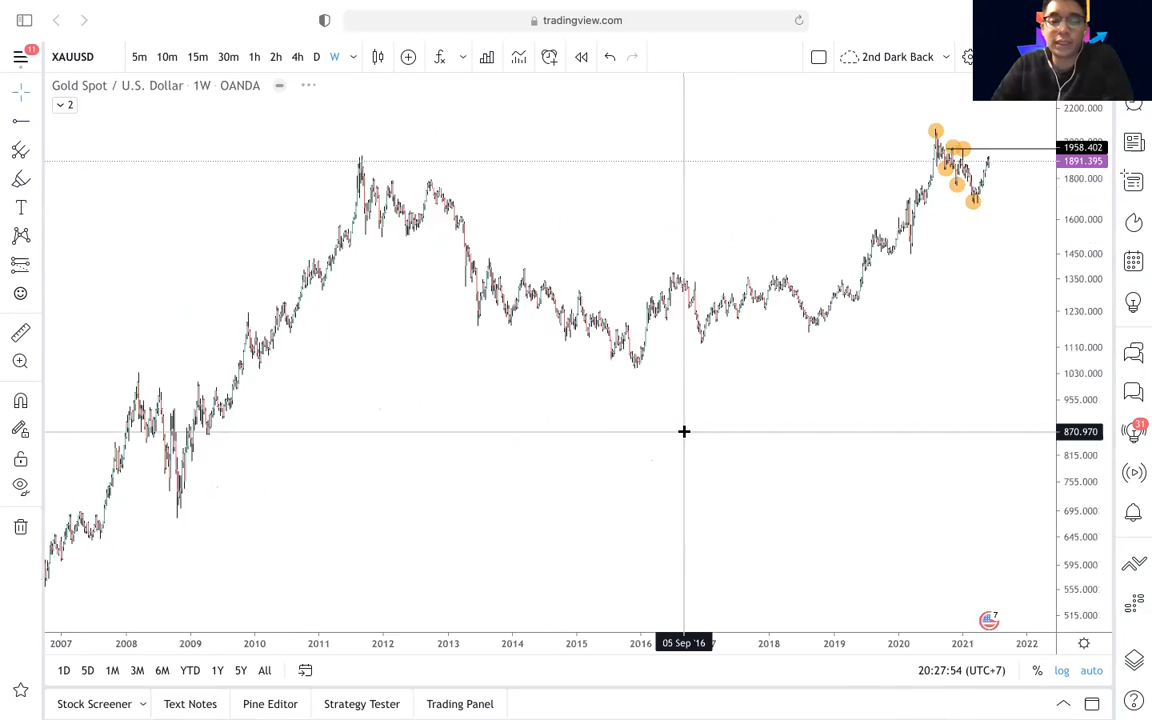 tradingview.com
11
XAUUSD
5m 10m 15m 30m 1h 2h 4h D W
2nd Dark Back
Gold Spot / U.S. Dollar · 1W · OANDA
2
2200.000
1958.402
1891.395
1800.000
1600.000
1450.000
1350.000
1230.000
1110.000
1030.000
955.000
870.970
815.000
755.000
695.000
645.000
595.000
555.000
515.000
31
7
2007 2008 2009 2010 2011 2012 2013 2014 2015 2016 05 Sep '16 2018 2019 2020 2021 2022
1D 5D 1M 3M 6M YTD 1Y 5Y All
20:27:54 (UTC+7) % log auto
Stock Screener Text Notes Pine Editor Strategy Tester Trading Panel